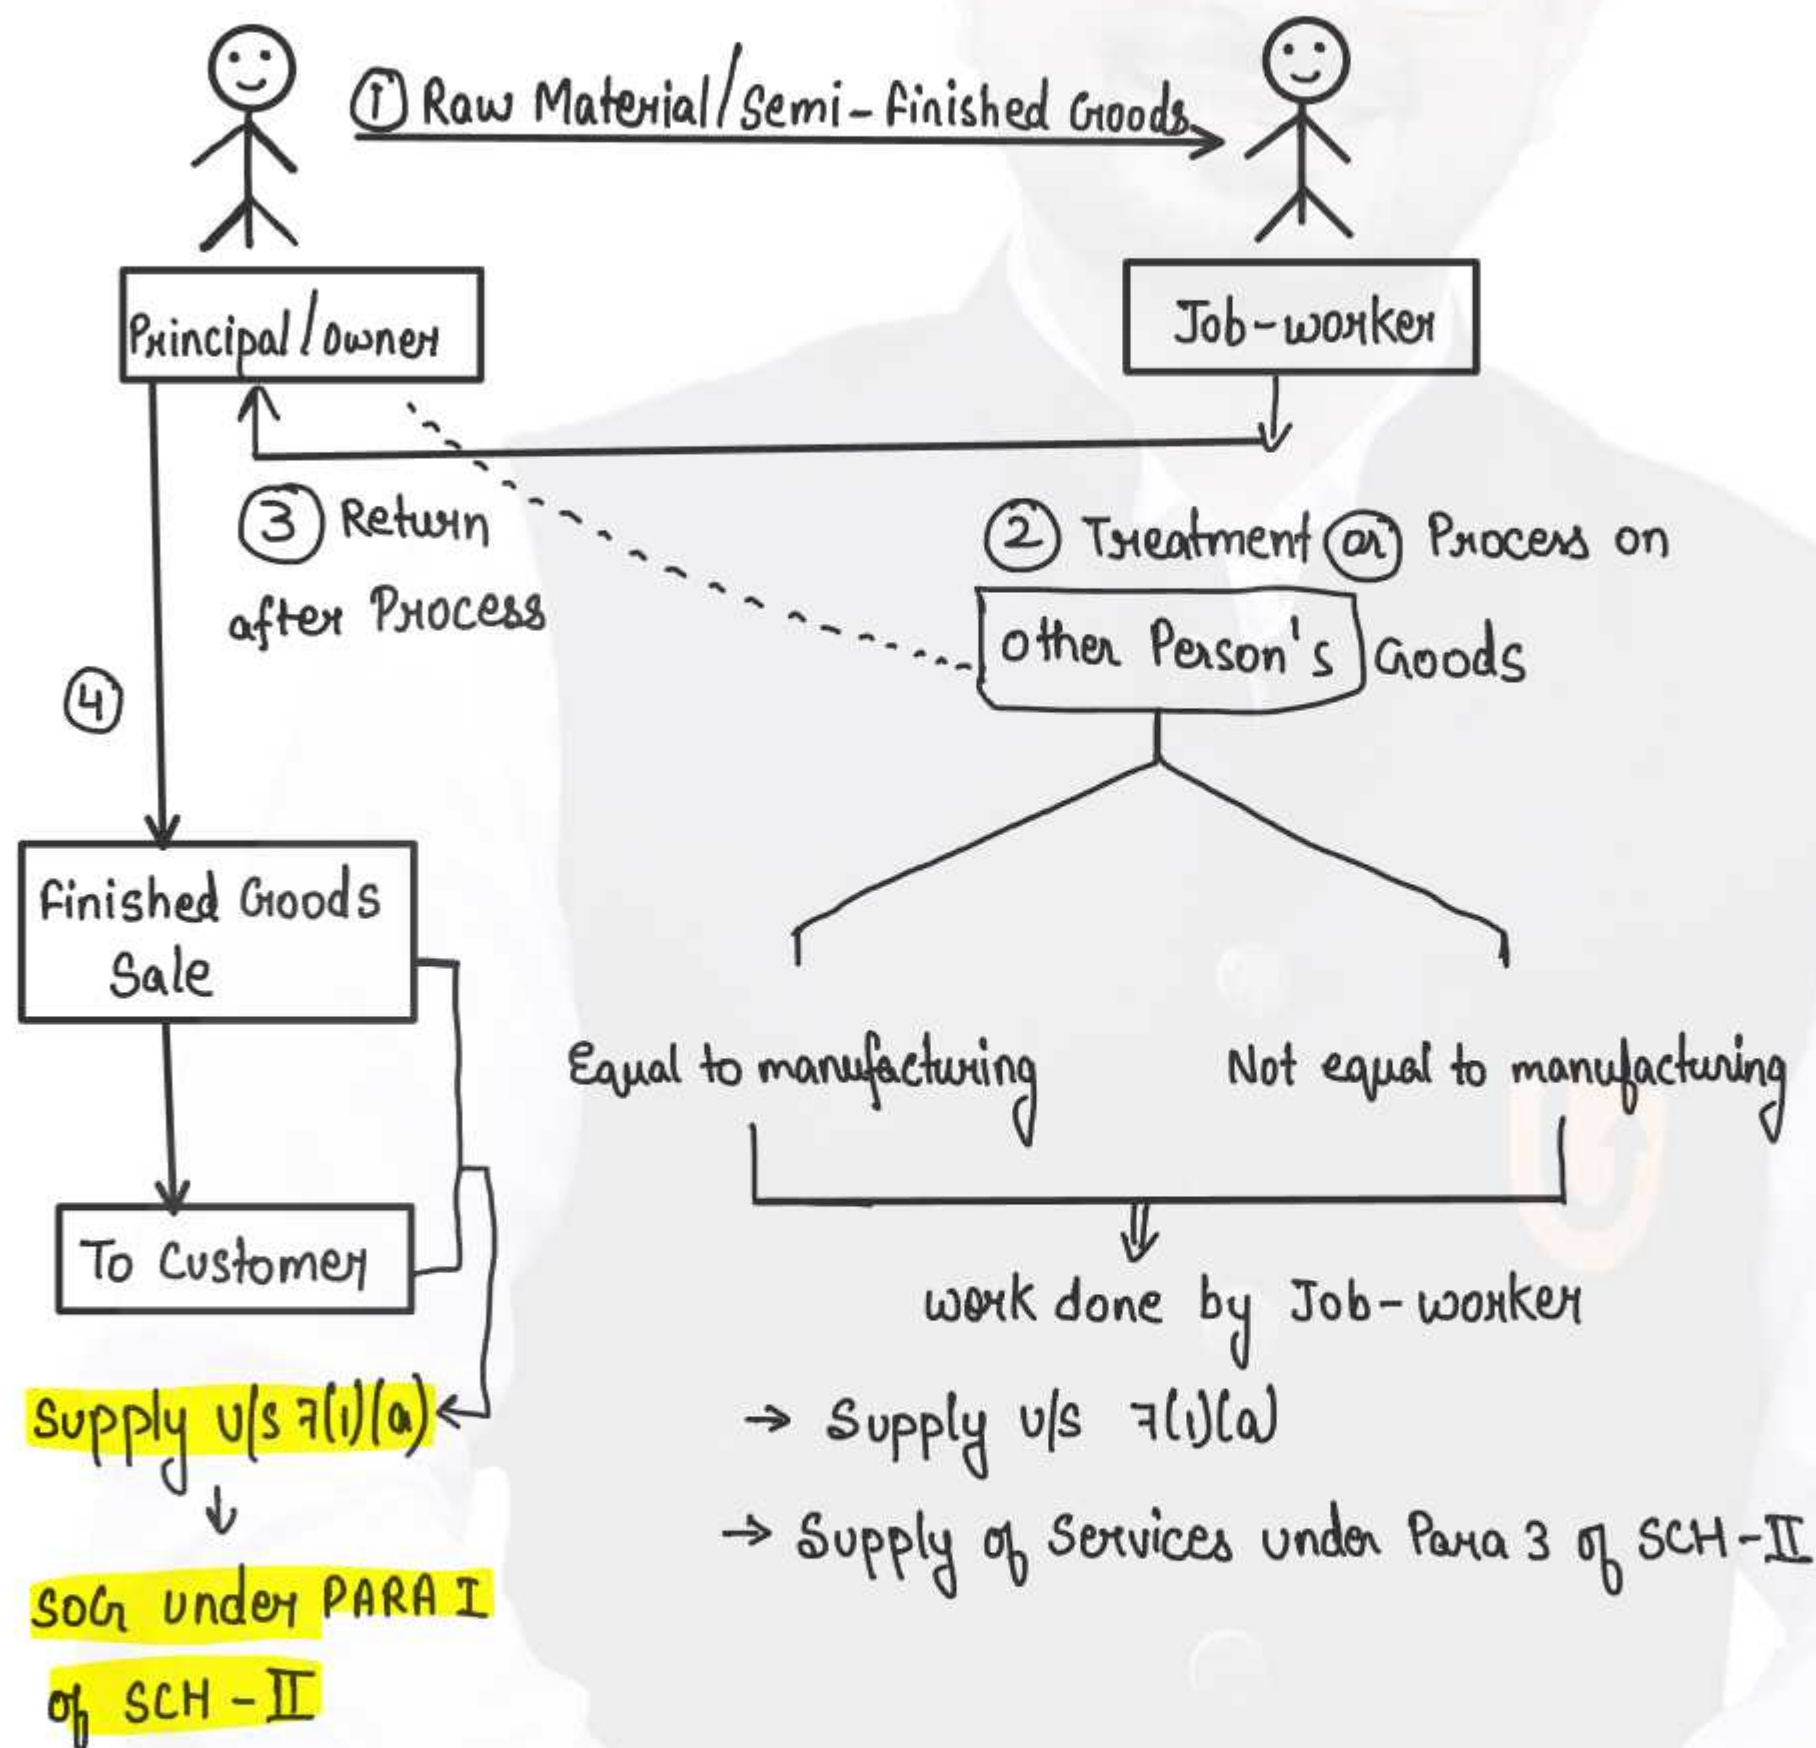 ① Raw Material/Semi-finished Goods
Principal/owner
Job-worker
③ Return
after Process
② Treatment or Process on
other Person's Goods
④
Finished Goods
Sale
Equal to manufacturing
Not equal to manufacturing
To Customer
work done by Job-worker
Supply u/s 7(1)(a)
→ Supply u/s 7(1)(a)
→ Supply of Services under Para 3 of SCH-II
SOG under PARA I
of SCH-II